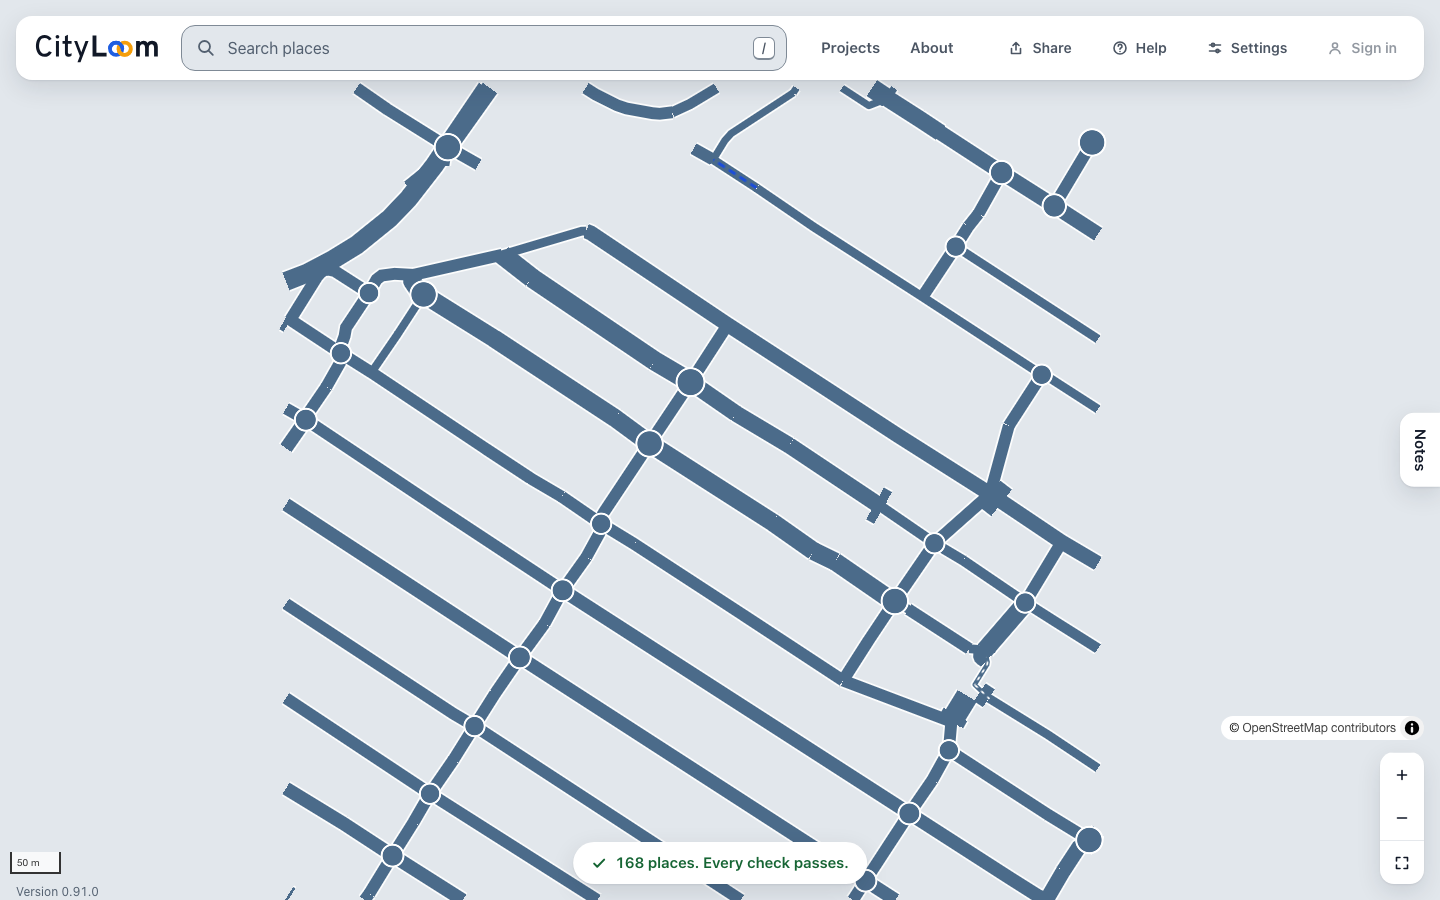 CityLoom
Search places
/
Projects
About
Share
Help
Settings
Sign in
Notes
© OpenStreetMap contributors
+
−
168 places. Every check passes.
50 m
Version 0.91.0